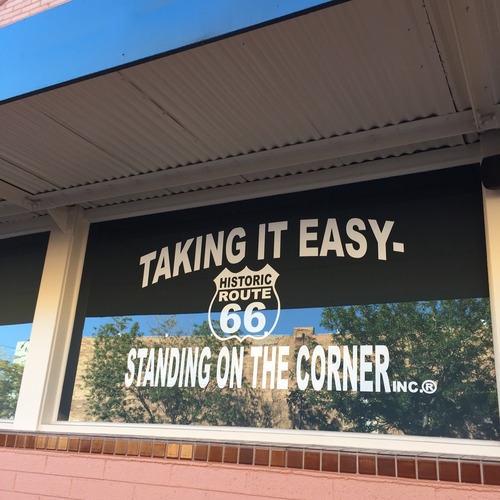 TAKING IT EASY-
HISTORIC
ROUTE
66
STANDING ON THE CORNER INC.®